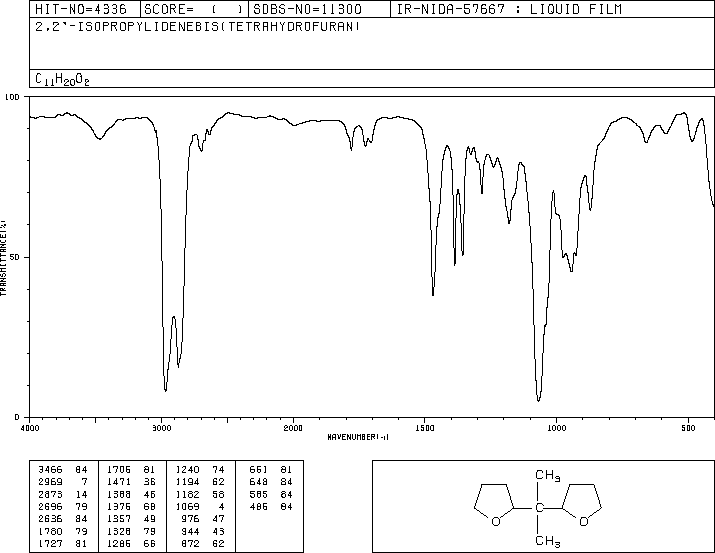 HIT-NO=4336 SCORE= ( ) SDBS-NO=11300 IR-NIDA-57667 : LIQUID FILM
2,2'-ISOPROPYLIDENEBIS(TETRAHYDROFURAN)
C11H20O2
100
50
0
TRANSMITTANCE(%)
4000 3000 2000 1500 1000 500
WAVENUMBER(-1)
3466 84 1706 81 1240 74 661 81
2969 7 1471 36 1194 62 648 84
2873 14 1388 46 1182 58 585 84
2696 79 1376 68 1069 4 486 84
2636 84 1357 49 976 47
1780 79 1328 79 944 43
1727 81 1286 66 872 62
CH3
C
O O
CH3